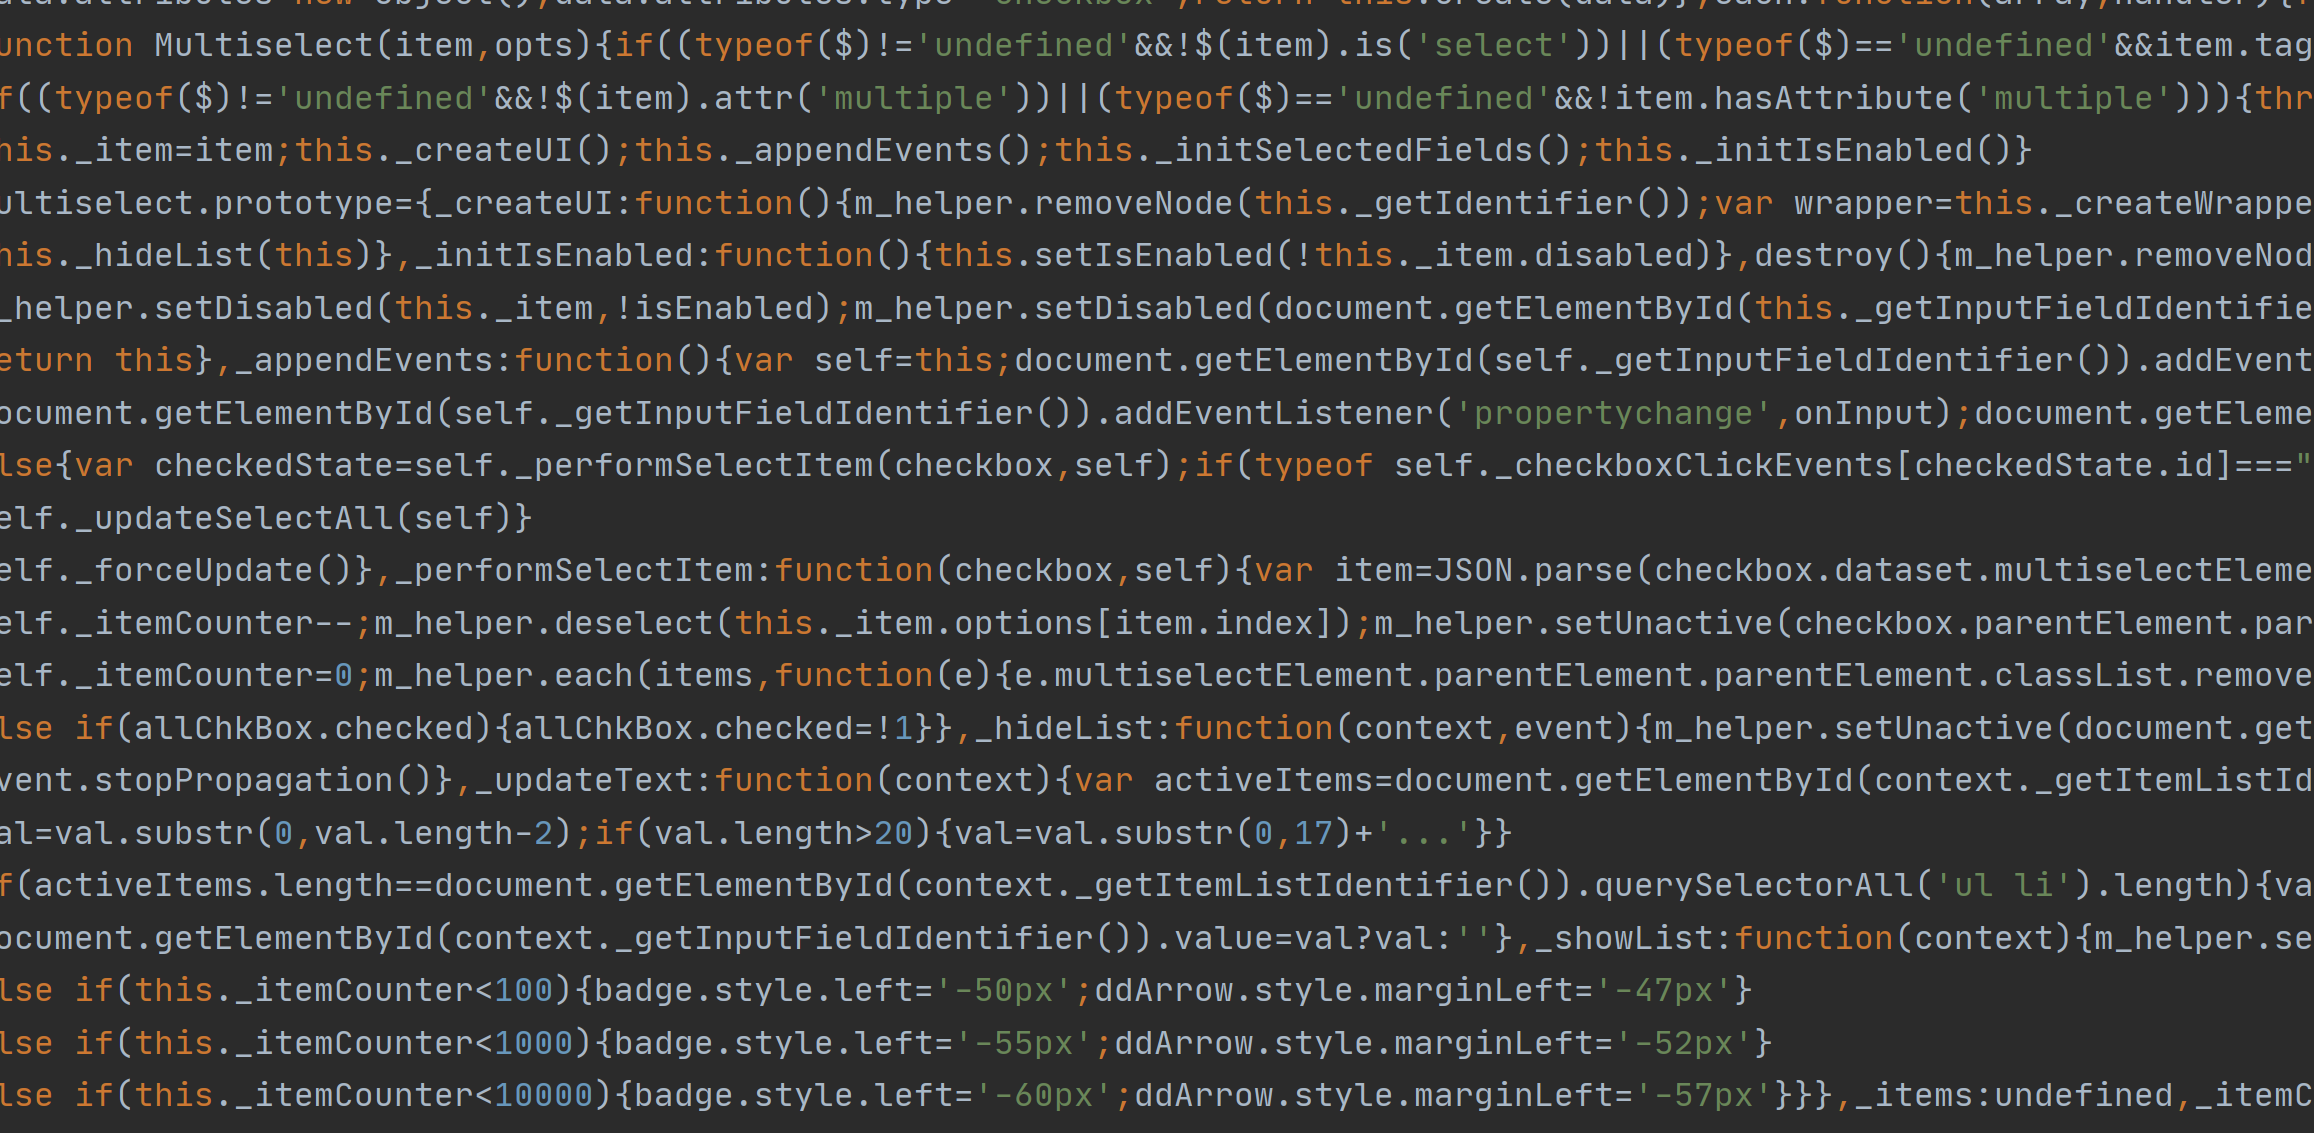 function Multiselect(item,opts){if((typeof($)!='undefined'&&!$(item).is('select'))||(typeof($)=='undefined'&&item.tag
f((typeof($)!='undefined'&&!$(item).attr('multiple'))||(typeof($)=='undefined'&&!item.hasAttribute('multiple'))){thr
his._item=item;this._createUI();this._appendEvents();this._initSelectedFields();this._initIsEnabled()}
ultiselect.prototype={_createUI:function(){m_helper.removeNode(this._getIdentifier());var wrapper=this._createWrappe
his._hideList(this)},_initIsEnabled:function(){this.setIsEnabled(!this._item.disabled)},destroy(){m_helper.removeNod
_helper.setDisabled(this._item,!isEnabled);m_helper.setDisabled(document.getElementById(this._getInputFieldIdentifie
eturn this},_appendEvents:function(){var self=this;document.getElementById(self._getInputFieldIdentifier()).addEvent
ocument.getElementById(self._getInputFieldIdentifier()).addEventListener('propertychange',onInput);document.getEleme
lse{var checkedState=self._performSelectItem(checkbox,self);if(typeof self._checkboxClickEvents[checkedState.id]==="
elf._updateSelectAll(self)}
elf._forceUpdate()},_performSelectItem:function(checkbox,self){var item=JSON.parse(checkbox.dataset.multiselectEleme
elf._itemCounter--;m_helper.deselect(this._item.options[item.index]);m_helper.setUnactive(checkbox.parentElement.par
elf._itemCounter=0;m_helper.each(items,function(e){e.multiselectElement.parentElement.parentElement.classList.remove
lse if(allChkBox.checked){allChkBox.checked=!1}},_hideList:function(context,event){m_helper.setUnactive(document.get
vent.stopPropagation()},_updateText:function(context){var activeItems=document.getElementById(context._getItemListId
al=val.substr(0,val.length-2);if(val.length>20){val=val.substr(0,17)+'...'}}
f(activeItems.length==document.getElementById(context._getItemListIdentifier()).querySelectorAll('ul li').length){va
ocument.getElementById(context._getInputFieldIdentifier()).value=val?val:''},_showList:function(context){m_helper.se
lse if(this._itemCounter<100){badge.style.left='-50px';ddArrow.style.marginLeft='-47px'}
lse if(this._itemCounter<1000){badge.style.left='-55px';ddArrow.style.marginLeft='-52px'}
lse if(this._itemCounter<10000){badge.style.left='-60px';ddArrow.style.marginLeft='-57px'}}},_items:undefined,_itemC